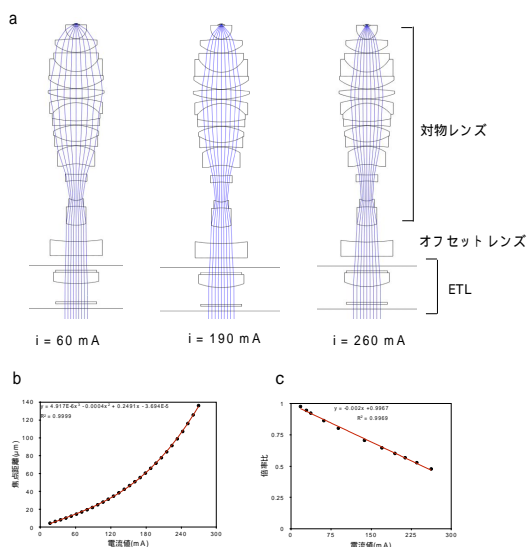 a
対物レンズ
オフセットレンズ
ETL
i = 60 mA
i = 190 mA
i = 260 mA
b
y = 4.917E-6x³ - 0.0004x² + 0.2491x - 3.694E-5
R² = 0.9999
140
120
100
80
60
40
20
0
0 60 120 180 240 300
焦点距離(μm)
電流値(mA)
c
y = -0.002x + 0.9967
R² = 0.9969
1
0.75
0.5
0.25
0
0 75 150 225 300
倍率比
電流値(mA)